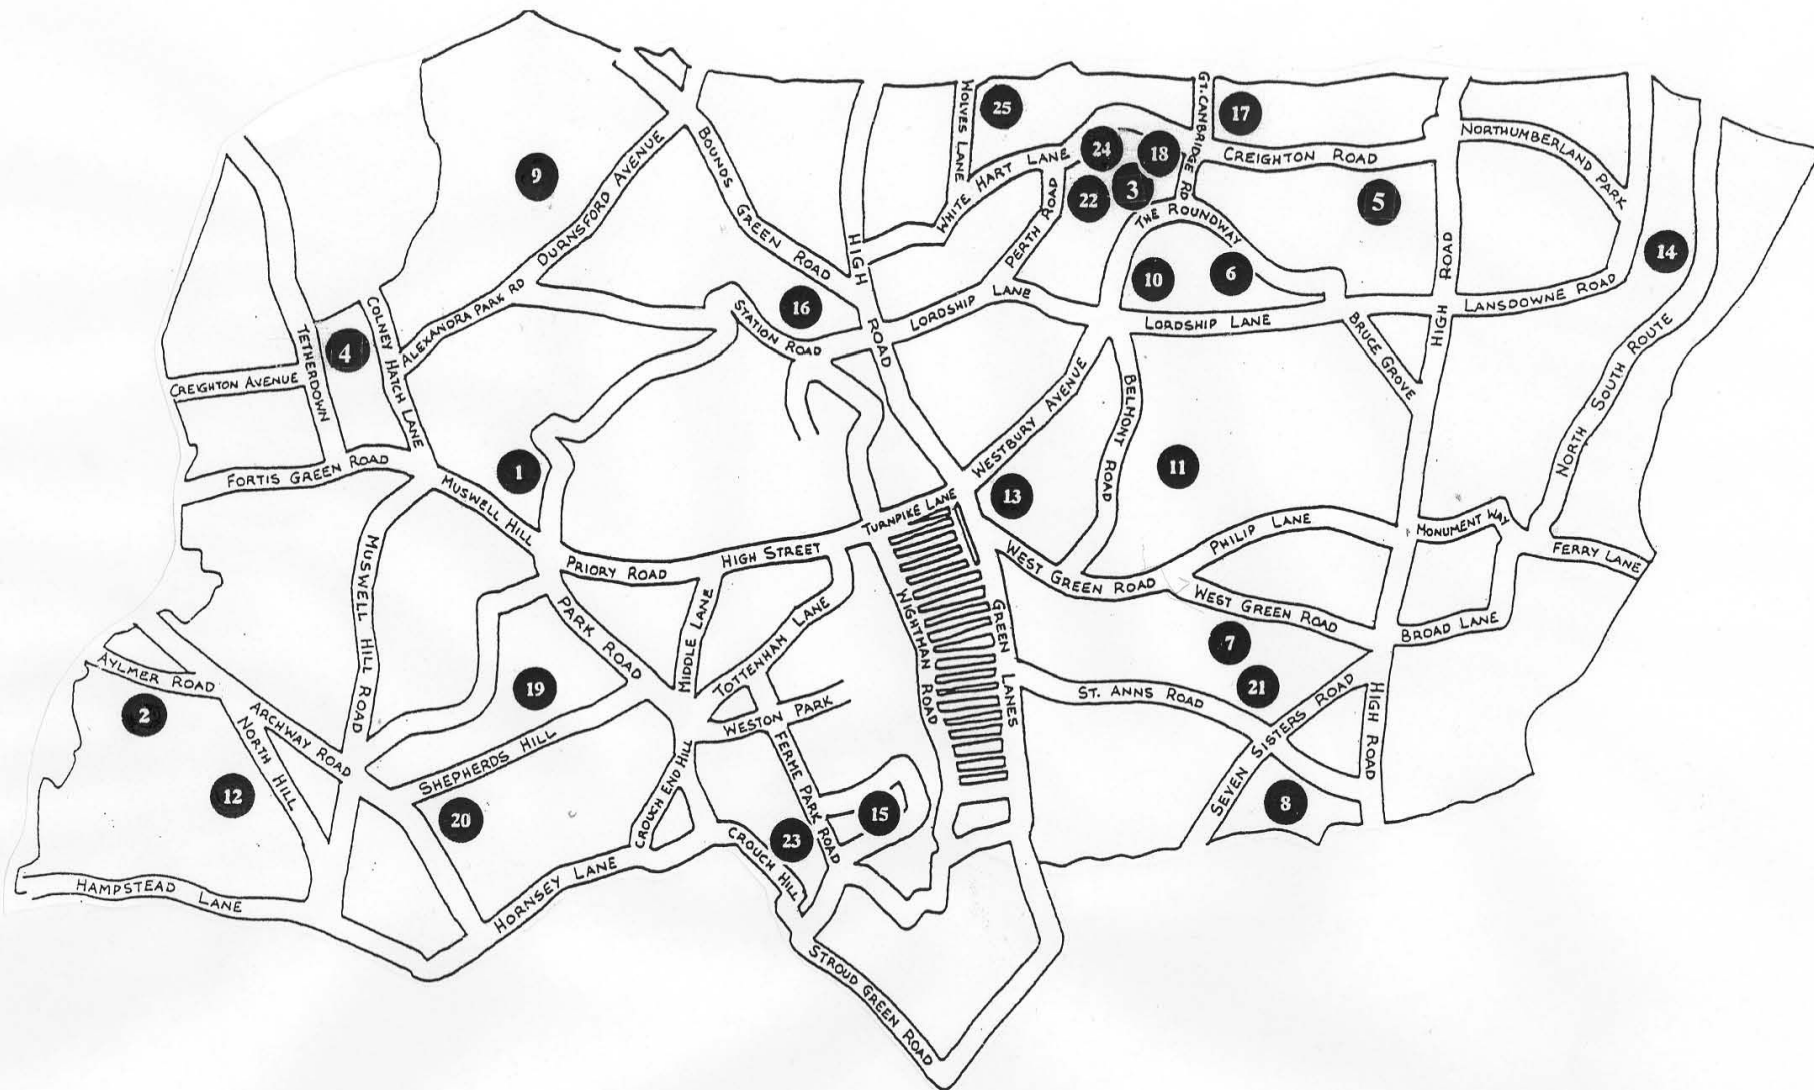 WOLVES LANE
25
GT. CANBRIDGE RD
17
NORTHUMBERLAND PARK
BOUNDS GREEN ROAD
24
18
CREIGHTON ROAD
WHITE HART LANE
9
DURNSFORD AVENUE
22
3
5
PERTH ROAD
THE ROUNDWAY
HIGH ROAD
14
10
6
HIGH ROAD
16
LORDSHIP LANE
LANSDOWNE ROAD
COLNEY HATCH LANE
ALEXANDRA PARK RD
STATION ROAD
LORDSHIP LANE
BRUCE GROVE
NORTH SOUTH ROUTE
TETHERDOWN
4
CREIGHTON AVENUE
WESTBURY AVENUE
BELMONT ROAD
FORTIS GREEN ROAD
1
11
MUSWELL HILL
13
TURNPIKE LANE
PHILIP LANE
MONUMENT WAY
MUSWELL HILL ROAD
PRIORY ROAD
HIGH STREET
WEST GREEN ROAD
FERRY LANE
PARK ROAD
MIDDLE LANE
TOTTENHAM LANE
WIGHTMAN ROAD
GREEN LANES
WEST GREEN ROAD
BROAD LANE
7
AYLMER ROAD
19
21
ST. ANNS ROAD
2
ARCHWAY ROAD
WESTON PARK
SEVEN SISTERS ROAD
HIGH ROAD
NORTH HILL
SHEPHERDS HILL
CROUCH END HILL
FERME PARK ROAD
12
20
15
8
23
CROUCH HILL
HAMPSTEAD LANE
HORNSEY LANE
STROUD GREEN ROAD